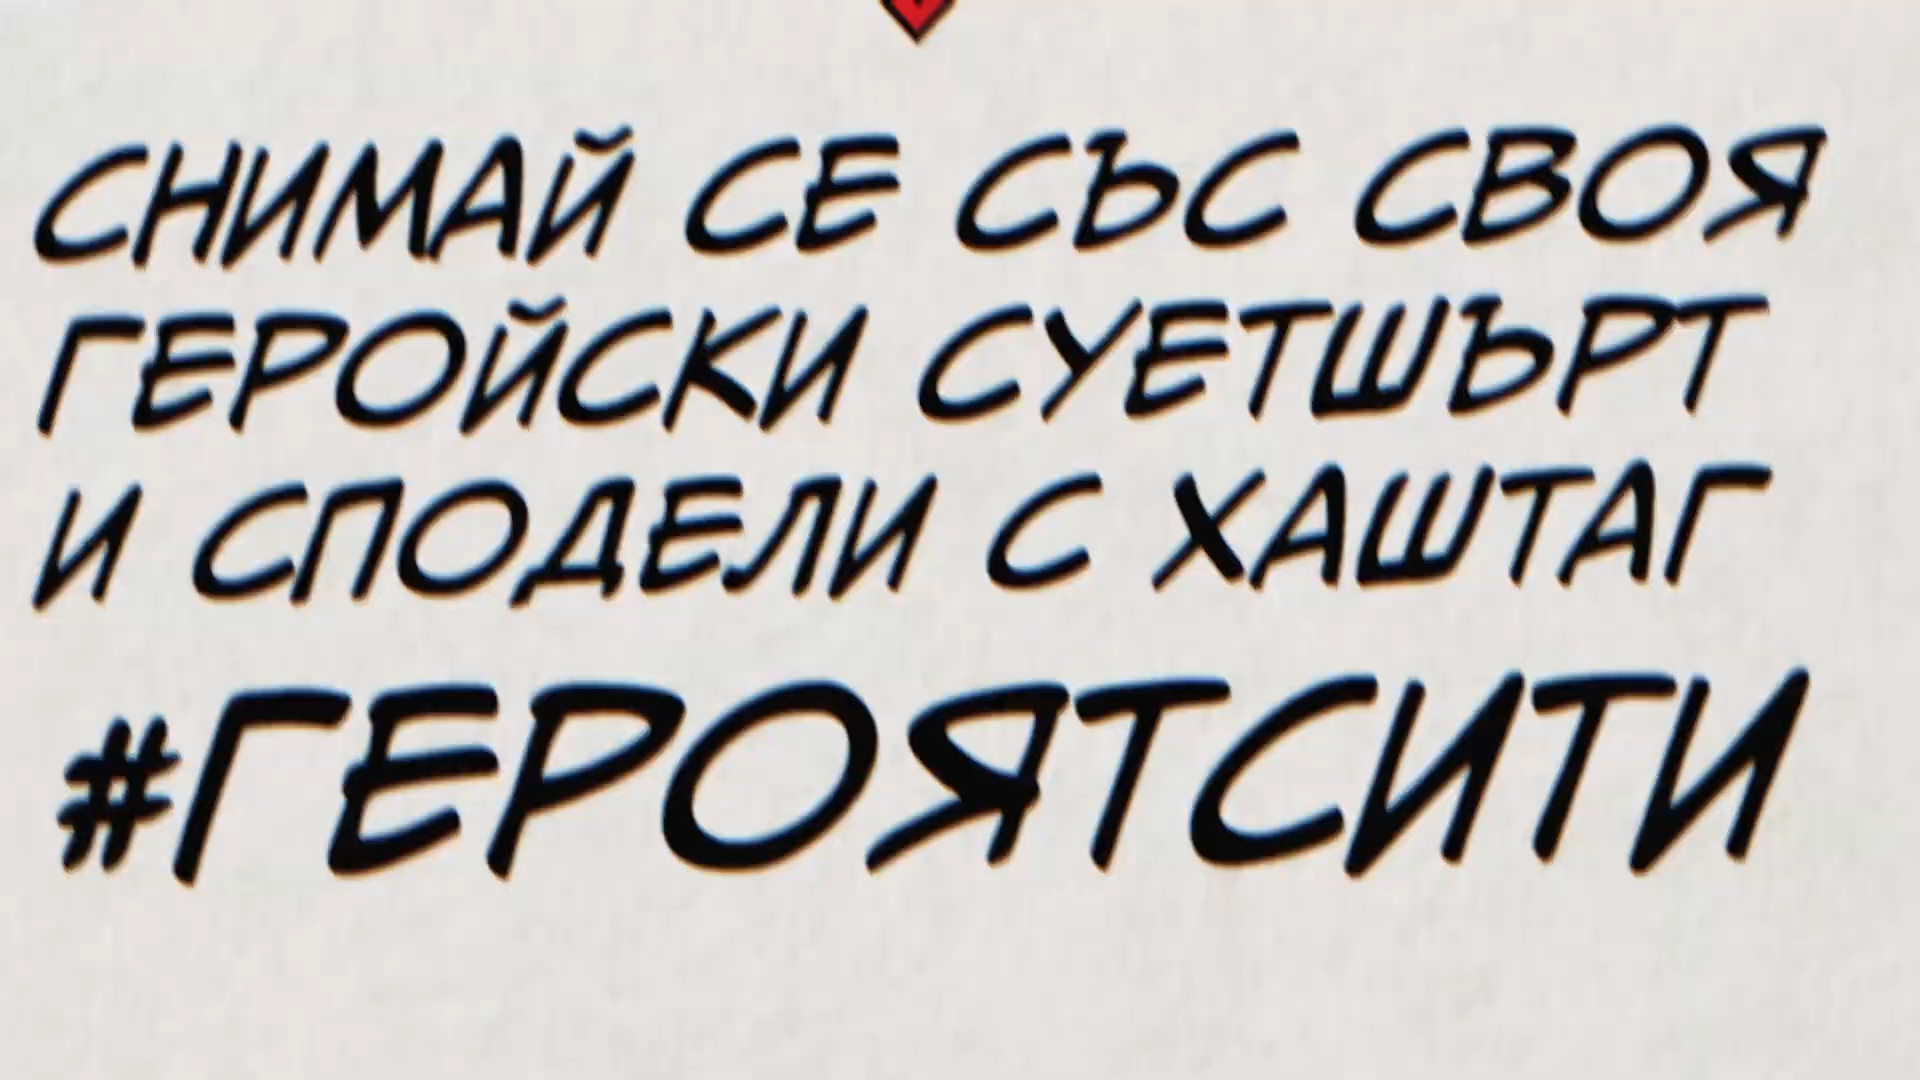 СНИМАЙ СЕ СЪС СВОЯ
ГЕРОЙСКИ СУЕТШЪРТ
И СПОДЕЛИ С ХАШТАГ
#ГЕРОЯТСИТИ